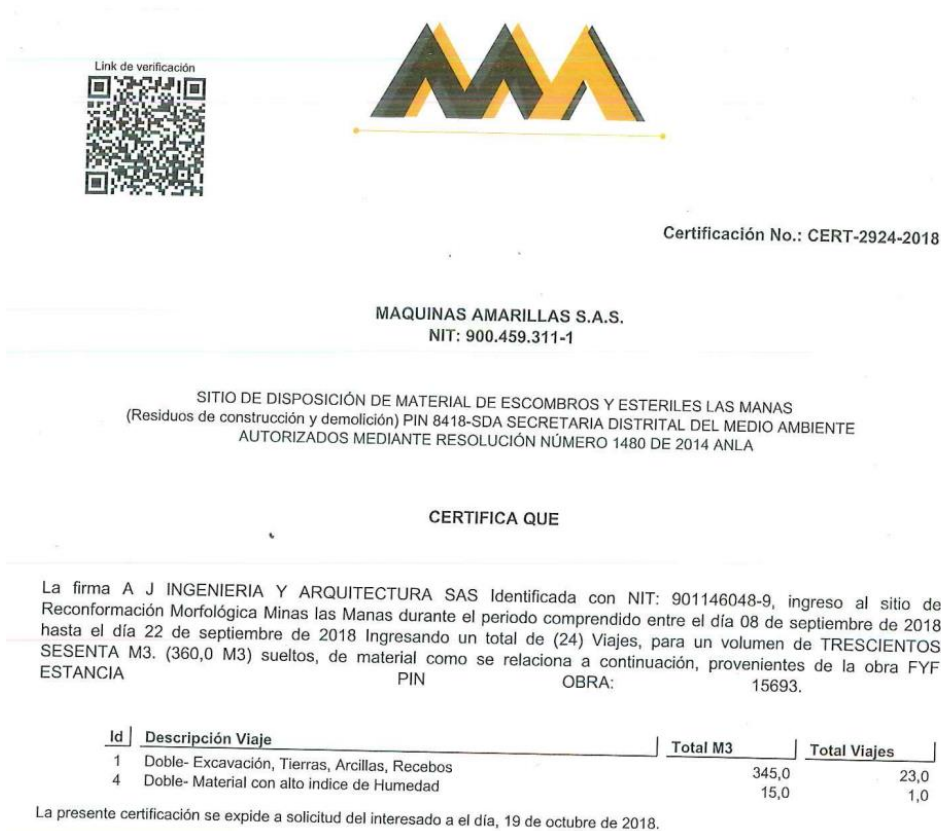 Link de verificación
Certificación No.: CERT-2924-2018
MAQUINAS AMARILLAS S.A.S.
NIT: 900.459.311-1
SITIO DE DISPOSICIÓN DE MATERIAL DE ESCOMBROS Y ESTERILES LAS MANAS
(Residuos de construcción y demolición) PIN 8418-SDA SECRETARIA DISTRITAL DEL MEDIO AMBIENTE
AUTORIZADOS MEDIANTE RESOLUCIÓN NÚMERO 1480 DE 2014 ANLA
CERTIFICA QUE
La firma A J INGENIERIA Y ARQUITECTURA SAS Identificada con NIT: 901146048-9, ingreso al sitio de
Reconformación Morfológica Minas las Manas durante el periodo comprendido entre el día 08 de septiembre de 2018
hasta el día 22 de septiembre de 2018 Ingresando un total de (24) Viajes, para un volumen de TRESCIENTOS
SESENTA M3. (360,0 M3) sueltos, de material como se relaciona a continuación, provenientes de la obra FYF
ESTANCIA PIN OBRA: 15693.
Id Descripción Viaje Total M3 Total Viajes
1 Doble- Excavación, Tierras, Arcillas, Recebos 345,0 23,0
4 Doble- Material con alto indice de Humedad 15,0 1,0
La presente certificación se expide a solicitud del interesado a el día, 19 de octubre de 2018.